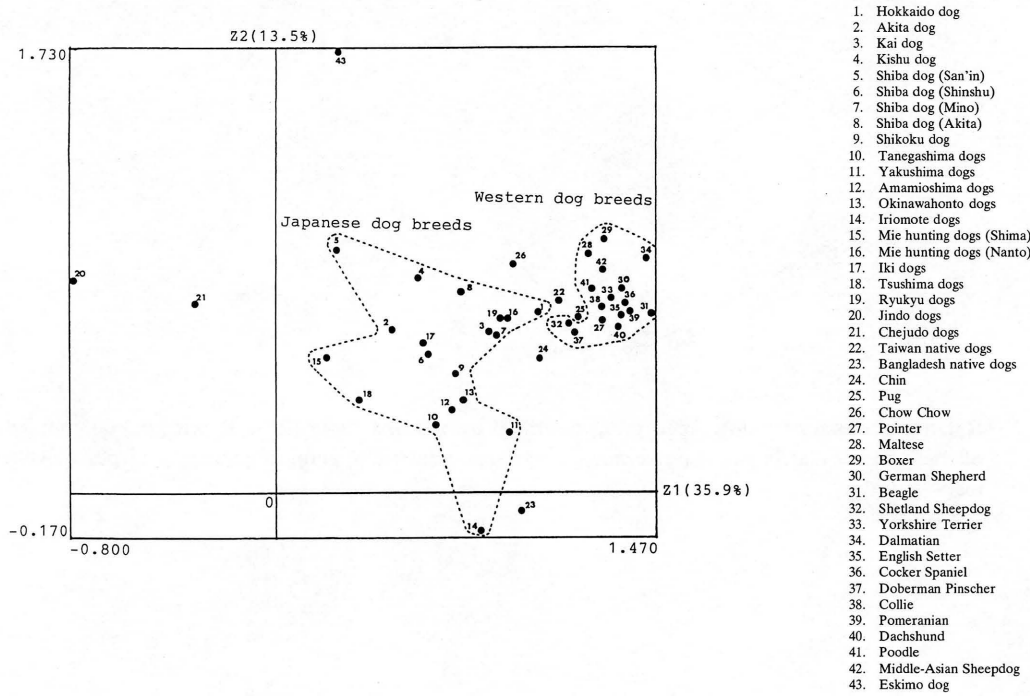 Z2(13.5%)
1.730
43
Western dog breeds
Japanese dog breeds
29
5
28
34
26
42
4
20
8
41
30
21
22
33
36
38
35
31
19
16
25
39
32
2
3
7
27
40
37
17
6
15
24
9
18
13
12
10
11
Z1(35.9%)
0
23
14
-0.170
-0.800
1.470
1. Hokkaido dog
2. Akita dog
3. Kai dog
4. Kishu dog
5. Shiba dog (San'in)
6. Shiba dog (Shinshu)
7. Shiba dog (Mino)
8. Shiba dog (Akita)
9. Shikoku dog
10. Tanegashima dogs
11. Yakushima dogs
12. Amamioshima dogs
13. Okinawahonto dogs
14. Iriomote dogs
15. Mie hunting dogs (Shima)
16. Mie hunting dogs (Nanto)
17. Iki dogs
18. Tsushima dogs
19. Ryukyu dogs
20. Jindo dogs
21. Chejudo dogs
22. Taiwan native dogs
23. Bangladesh native dogs
24. Chin
25. Pug
26. Chow Chow
27. Pointer
28. Maltese
29. Boxer
30. German Shepherd
31. Beagle
32. Shetland Sheepdog
33. Yorkshire Terrier
34. Dalmatian
35. English Setter
36. Cocker Spaniel
37. Doberman Pinscher
38. Collie
39. Pomeranian
40. Dachshund
41. Poodle
42. Middle-Asian Sheepdog
43. Eskimo dog